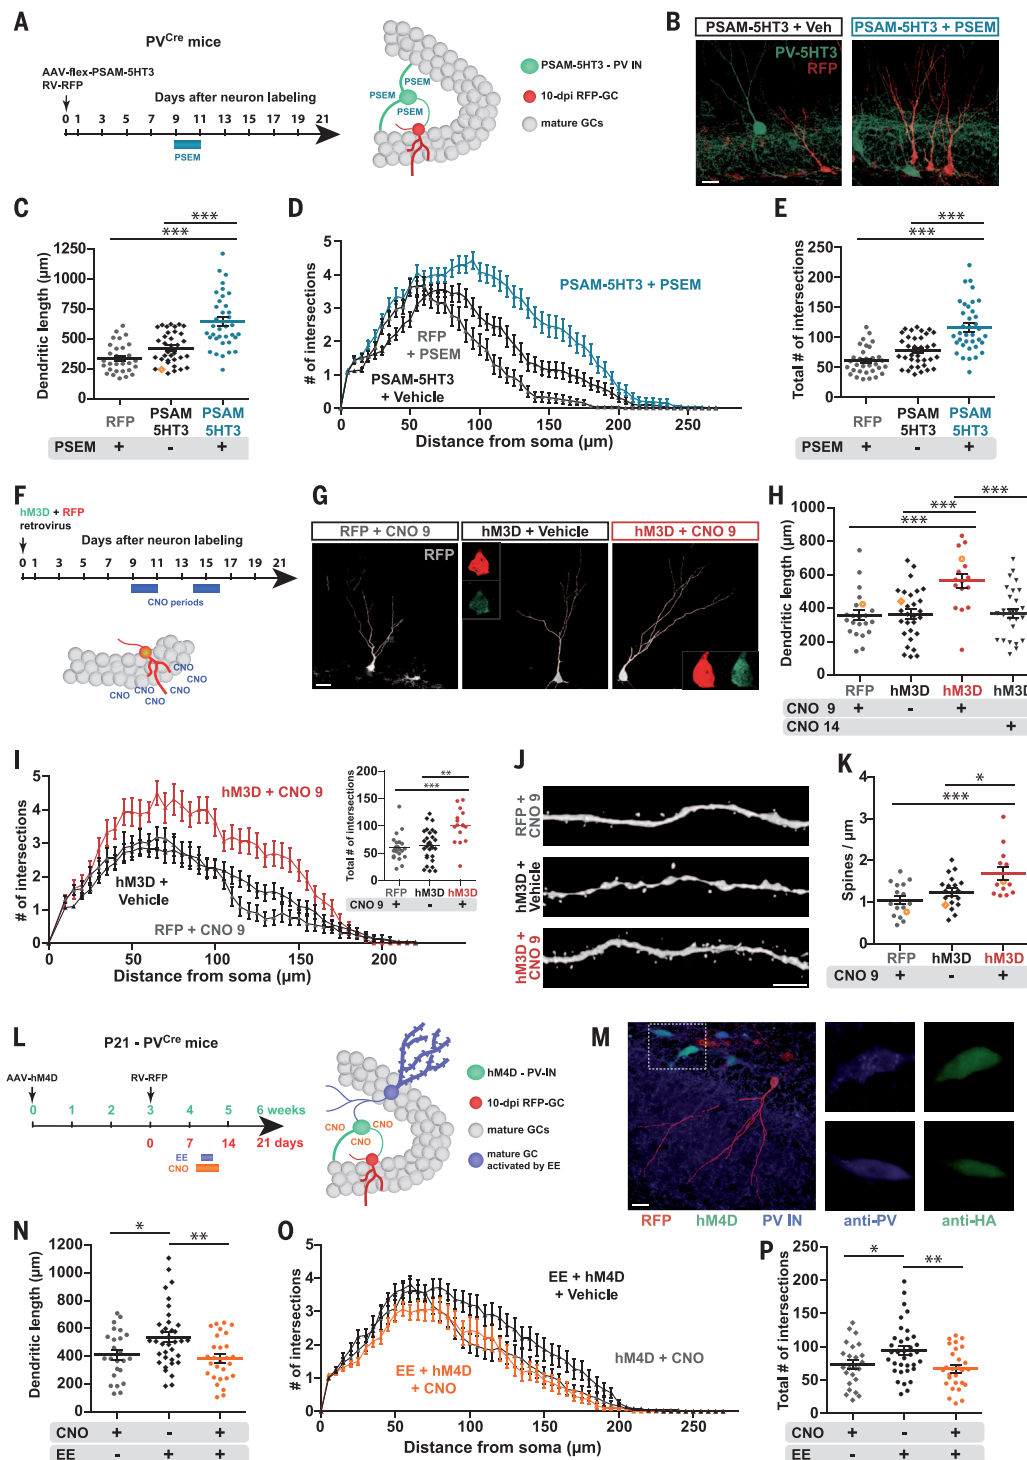 A
PV^Cre mice
AAV-flex-PSAM-5HT3
RV-RFP
Days after neuron labeling
0 1 3 5 7 9 11 13 15 17 19 21
PSEM
PSEM
PSEM
PSEM
PSAM-5HT3 - PV IN
10-dpi RFP-GC
mature GCs
B
PSAM-5HT3 + Veh
PSAM-5HT3 + PSEM
PV-5HT3
RFP
C
***
***
Dendritic length (µm)
1250
1000
750
500
250
0
RFP
PSAM 5HT3
PSAM 5HT3
PSEM + - +
D
# of intersections
5
4
3
2
1
0
PSAM-5HT3 + PSEM
RFP
+ PSEM
PSAM-5HT3
+ Vehicle
0 50 100 150 200 250
Distance from soma (µm)
E
***
***
Total # of intersections
250
200
150
100
50
0
RFP
PSAM 5HT3
PSAM 5HT3
PSEM + - +
F
hM3D + RFP
retrovirus
Days after neuron labeling
0 1 3 5 7 9 11 13 15 17 19 21
CNO periods
CNO
CNO
CNO
CNO
CNO
G
RFP + CNO 9
hM3D + Vehicle
hM3D + CNO 9
RFP
H
***
***
***
Dendritic length (µm)
1000
800
600
400
200
0
RFP hM3D hM3D hM3D
CNO 9 + - +
CNO 14 +
I
# of intersections
5
4
3
2
1
0
hM3D + CNO 9
hM3D +
Vehicle
RFP + CNO 9
0 50 100 150 200
Distance from soma (µm)
**
***
Total # of intersections
200
150
100
50
0
RFP hM3D hM3D
CNO 9 + - +
J
RFP +
CNO 9
hM3D +
Vehicle
hM3D +
CNO 9
K
*
***
Spines / µm
4
3
2
1
0
RFP hM3D hM3D
CNO 9 + - +
L
P21 - PV^Cre mice
AAV-hM4D
RV-RFP
0 1 2 3 4 5 6 weeks
0 7 14 21 days
EE
CNO
CNO
CNO
CNO
hM4D - PV-IN
10-dpi RFP-GC
mature GCs
mature GC
activated by EE
M
RFP hM4D PV IN
anti-PV
anti-HA
N
*
**
Dendritic length (µm)
1200
1000
800
600
400
200
0
CNO + - +
EE - + +
O
# of intersections
5
4
3
2
1
0
EE + hM4D
+ Vehicle
hM4D + CNO
EE + hM4D
+ CNO
0 50 100 150 200 250
Distance from soma (µm)
P
*
**
Total # of intersections
250
200
150
100
50
0
CNO + - +
EE - + +